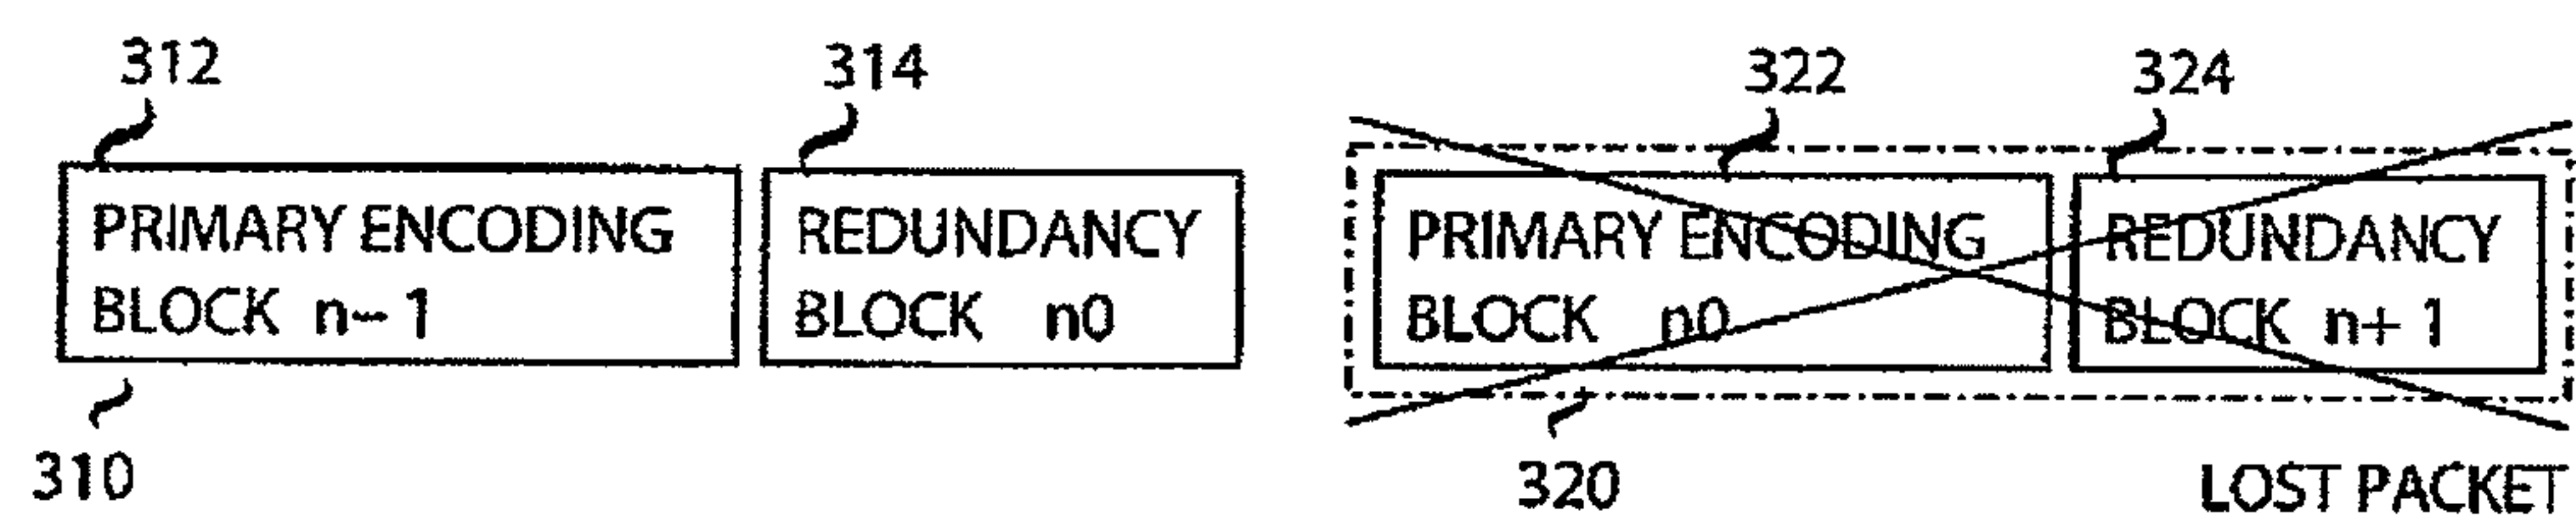 312
314
322
324
PRIMARY ENCODING
BLOCK n– 1
REDUNDANCY
BLOCK n0
PRIMARY ENCODING
BLOCK n0
REDUNDANCY
BLOCK n+ 1
310
320
LOST PACKET